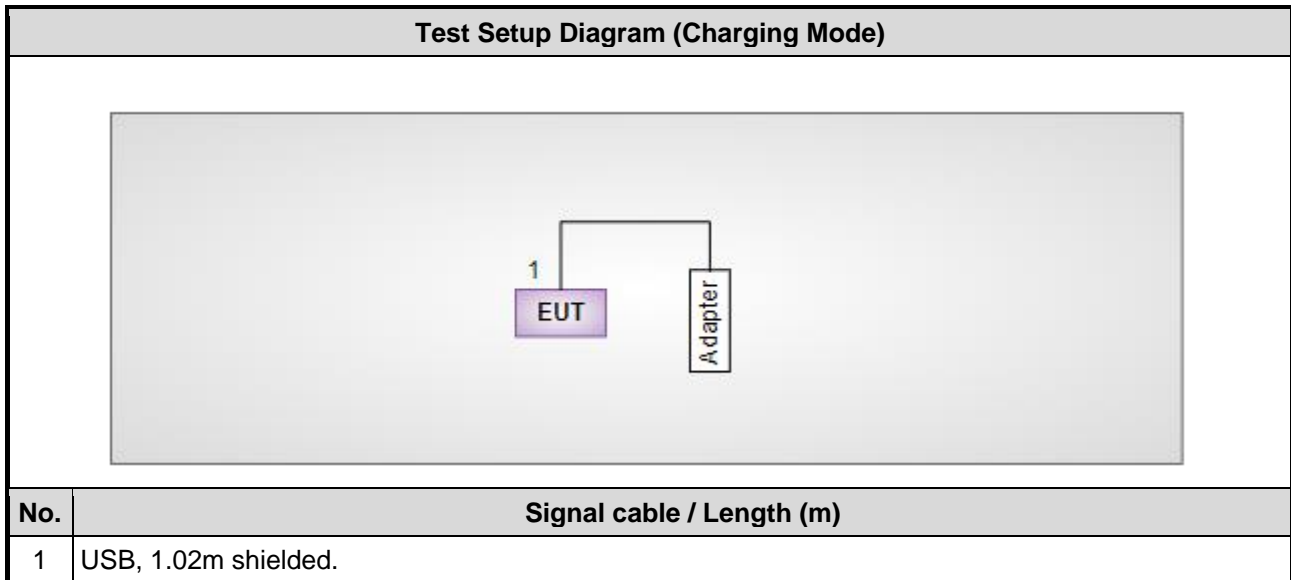 Test Setup Diagram (Charging Mode)
1
EUT
Adapter
No. Signal cable / Length (m)
1 USB, 1.02m shielded.